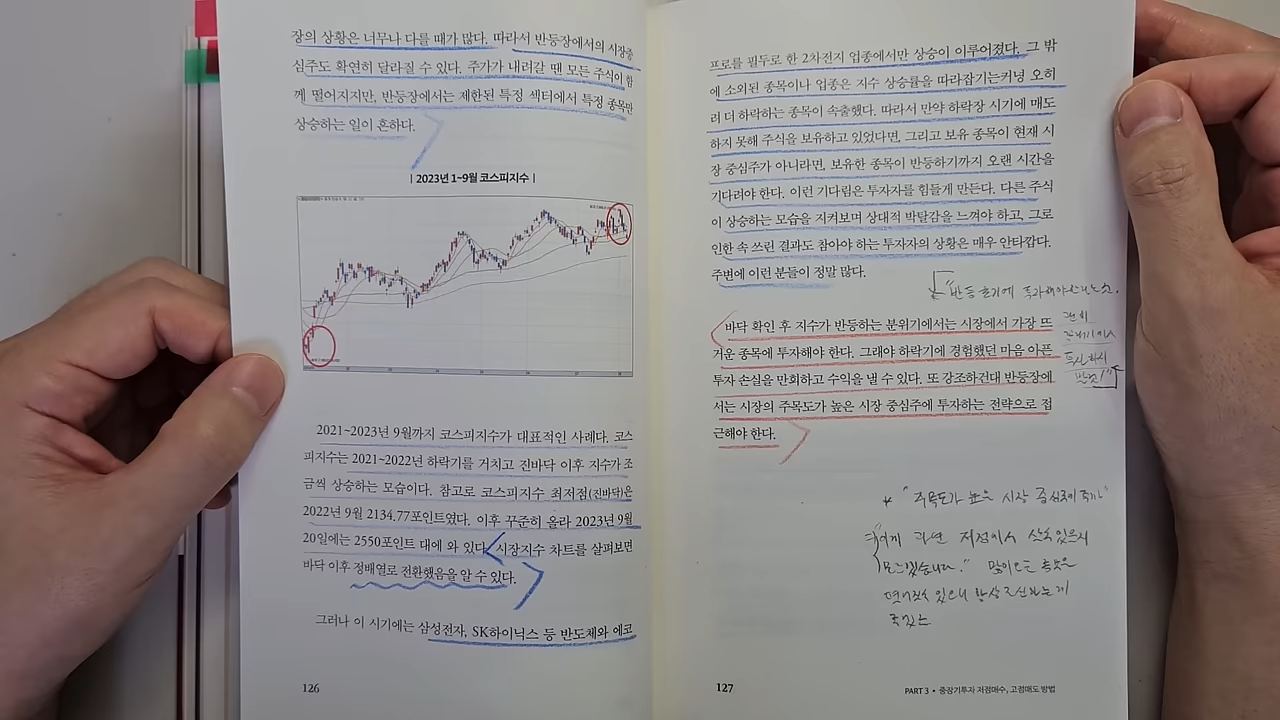 장의 상황은 너무나 다를 때가 많다. 따라서 반등장에서의 시장중
심주도 확연히 달라질 수 있다. 주가가 내려갈 땐 모든 주식이 함
께 떨어지지만, 반등장에서는 제한된 특정 섹터에서 특정 종목만
상승하는 일이 흔하다.
| 2023년 1~9월 코스피지수 |
2021~2023년 9월까지 코스피지수가 대표적인 사례다. 코스
피지수는 2021~2022년 하락기를 거치고 진바닥 이후 지수가 조
금씩 상승하는 모습이다. 참고로 코스피지수 최저점(진바닥)은
2022년 9월 2134.77포인트였다. 이후 꾸준히 올라 2023년 9월
20일에는 2550포인트 대에 와 있다. 시장지수 차트를 살펴보면
바닥 이후 정배열로 전환했음을 알 수 있다.
그러나 이 시기에는 삼성전자, SK하이닉스 등 반도체와 에코
126
프로를 필두로 한 2차전지 업종에서만 상승이 이루어졌다. 그 밖
에 소외된 종목이나 업종은 지수 상승률을 따라잡기는커녕 오히
려 더 하락하는 종목이 속출했다. 따라서 만약 하락장 시기에 매도
하지 못해 주식을 보유하고 있었다면, 그리고 보유 종목이 현재 시
장 중심주가 아니라면, 보유한 종목이 반등하기까지 오랜 시간을
기다려야 한다. 이런 기다림은 투자자를 힘들게 만든다. 다른 주식
이 상승하는 모습을 지켜보며 상대적 박탈감을 느껴야 하고, 그로
인한 속 쓰린 결과도 참아야 하는 투자자의 상황은 매우 안타깝다.
주변에 이런 분들이 정말 많다.
바닥 확인 후 지수가 반등하는 분위기에서는 시장에서 가장 뜨
거운 종목에 투자해야 한다. 그래야 하락기에 경험했던 마음 아픈
투자 손실을 만회하고 수익을 낼 수 있다. 또 강조하건대 반등장에
서는 시장의 주목도가 높은 시장 중심주에 투자하는 전략으로 접
근해야 한다.
* "주목도가 높은 시장 중심주에
127
PART 3 • 중장기투자 저점매수, 고점매도 방법